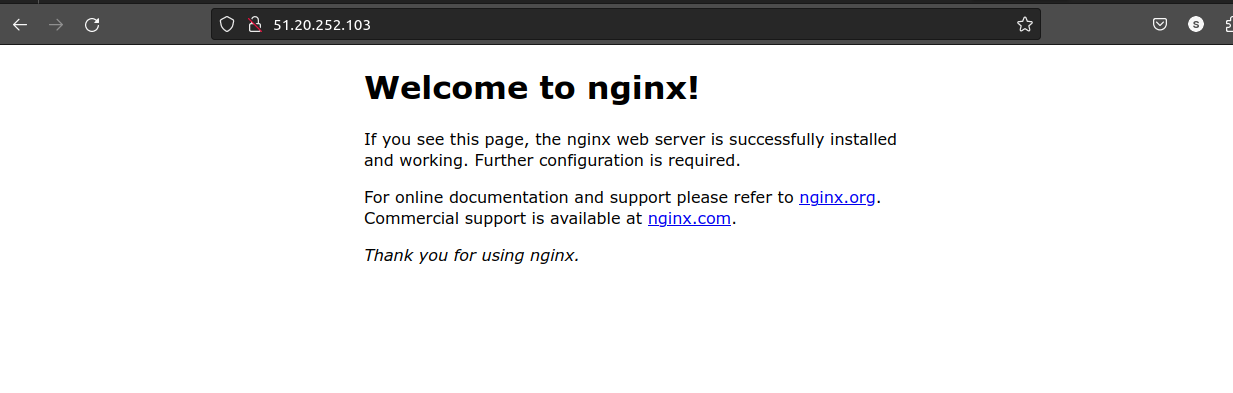 51.20.252.103
S
Welcome to nginx!
If you see this page, the nginx web server is successfully installed
and working. Further configuration is required.
For online documentation and support please refer to nginx.org.
Commercial support is available at nginx.com.
Thank you for using nginx.